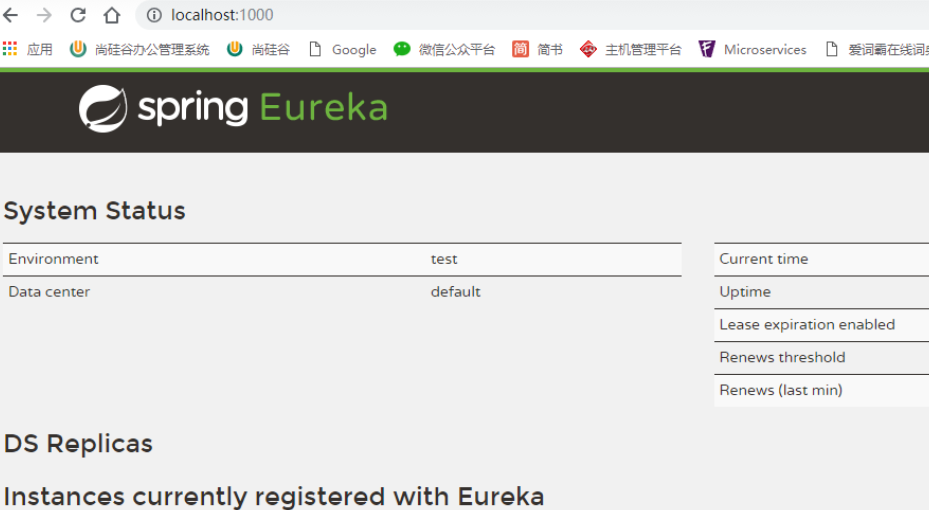 localhost:1000
应用 尚硅谷办公管理系统 尚硅谷 Google 微信公众平台 简 简书 主机管理平台 Microservices 爱词霸在线词
spring Eureka
System Status
Environment test Current time
Data center default Uptime
Lease expiration enabled
Renews threshold
Renews (last min)
DS Replicas
Instances currently registered with Eureka